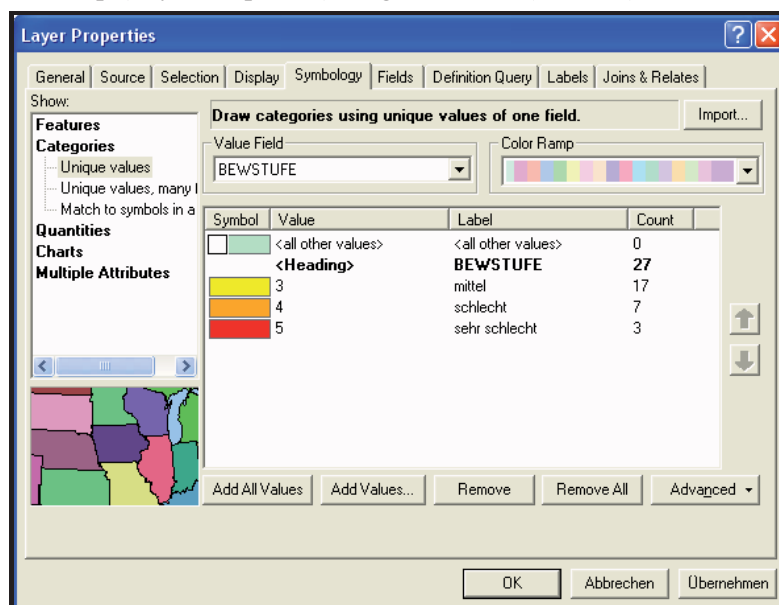 Layer Properties
General Source Selection Display Symbology Fields Definition Query Labels Joins & Relates
Show:
Features
Categories
Unique values
Unique values, many
Match to symbols in a
Quantities
Charts
Multiple Attributes
Draw categories using unique values of one field.
Import...
Value Field
BEWSTUFE
Color Ramp
Symbol Value Label Count
<all other values> <all other values> 0
<Heading> BEWSTUFE 27
3 mittel 17
4 schlecht 7
5 sehr schlecht 3
Add All Values Add Values... Remove Remove All Advanced
OK Abbrechen Übernehmen